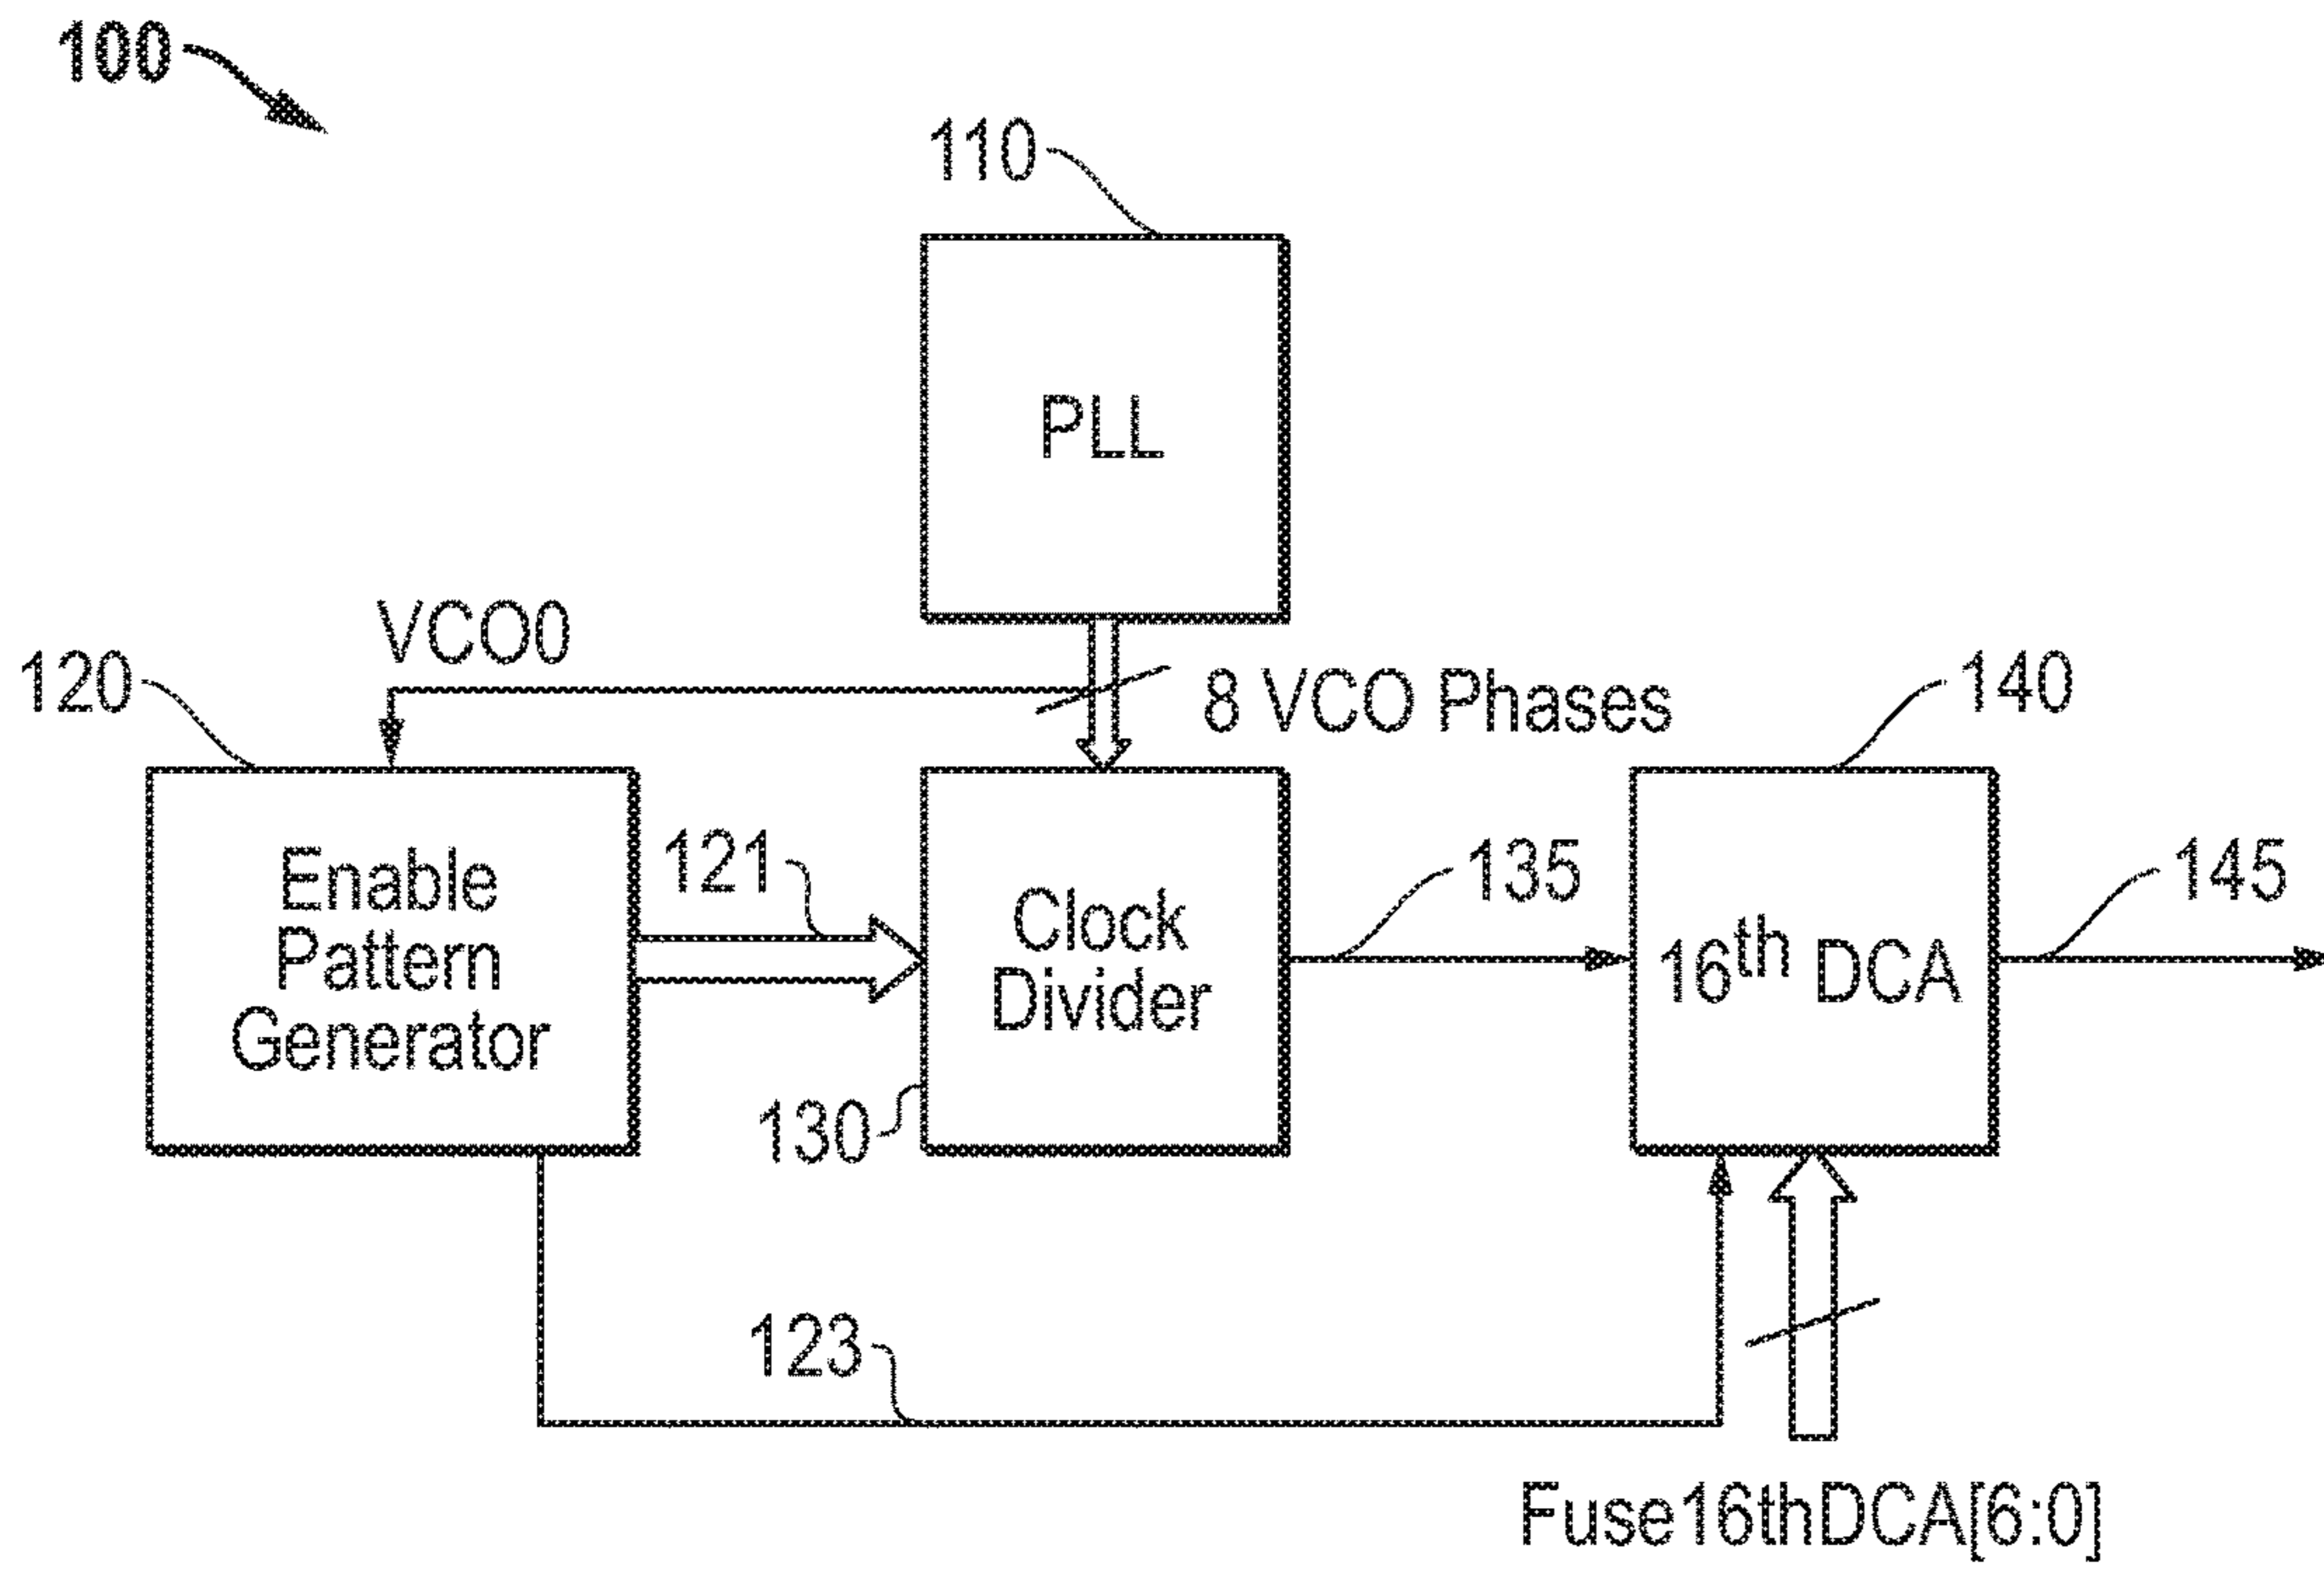 100
110
PLL
VCO0
120
8 VCO Phases
140
Enable
Pattern
Generator
121
Clock
Divider
130
135
16th DCA
145
123
Fuse16thDCA[6:0]